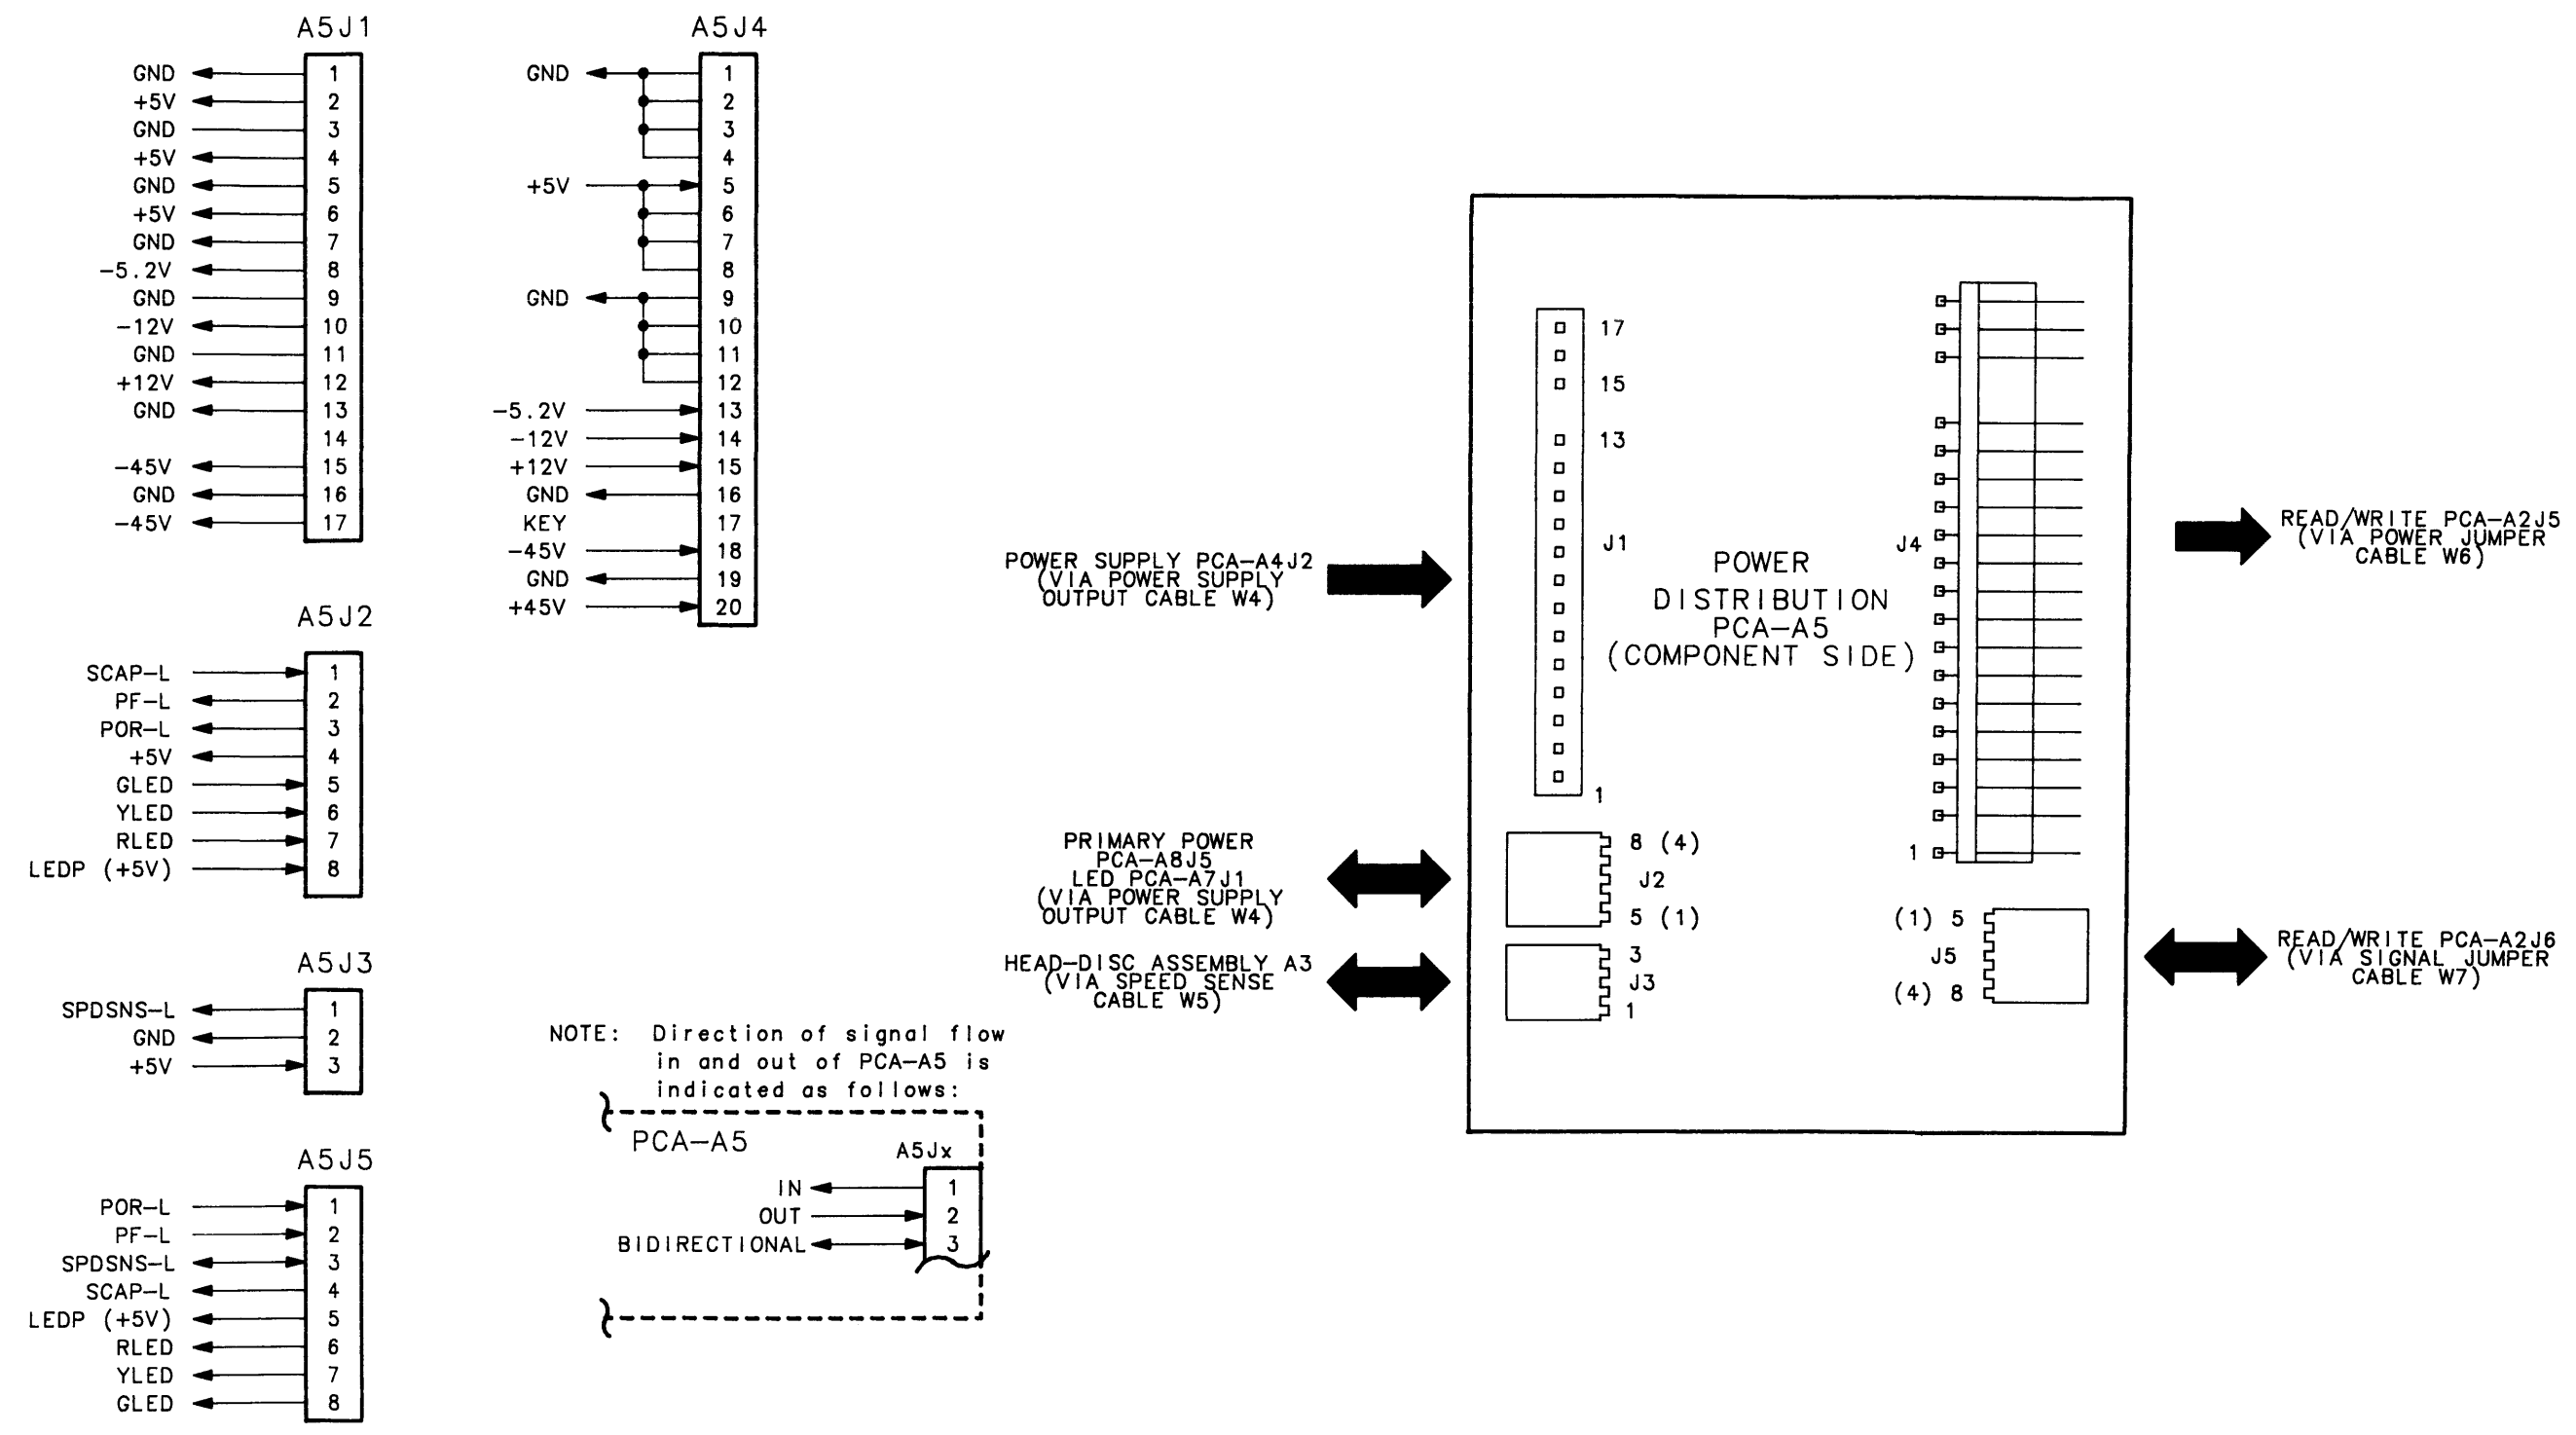 A5J1
GND 1
+5V 2
GND 3
+5V 4
GND 5
+5V 6
GND 7
-5.2V 8
GND 9
-12V 10
GND 11
+12V 12
GND 13
14
-45V 15
GND 16
-45V 17
A5J2
SCAP-L 1
PF-L 2
POR-L 3
+5V 4
GLED 5
YLED 6
RLED 7
LEDP (+5V) 8
A5J3
SPDSNS-L 1
GND 2
+5V 3
A5J5
POR-L 1
PF-L 2
SPDSNS-L 3
SCAP-L 4
LEDP (+5V) 5
RLED 6
YLED 7
GLED 8
A5J4
GND 1
2
3
4
+5V 5
6
7
8
GND 9
10
11
12
-5.2V 13
-12V 14
+12V 15
GND 16
KEY 17
-45V 18
GND 19
+45V 20
NOTE: Direction of signal flow
in and out of PCA-A5 is
indicated as follows:
PCA-A5
A5Jx
IN 1
OUT 2
BIDIRECTIONAL 3
POWER SUPPLY PCA-A4J2
(VIA POWER SUPPLY
OUTPUT CABLE W4)
PRIMARY POWER
PCA-A8J5
LED PCA-A7J1
(VIA POWER SUPPLY
OUTPUT CABLE W4)
HEAD-DISC ASSEMBLY A3
(VIA SPEED SENSE
CABLE W5)
17
15
13
J1
1
8 (4)
J2
5 (1)
3
J3
1
POWER
DISTRIBUTION
PCA-A5
(COMPONENT SIDE)
J4
1
(1) 5
J5
(4) 8
READ/WRITE PCA-A2J5
(VIA POWER JUMPER
CABLE W6)
READ/WRITE PCA-A2J6
(VIA SIGNAL JUMPER
CABLE W7)